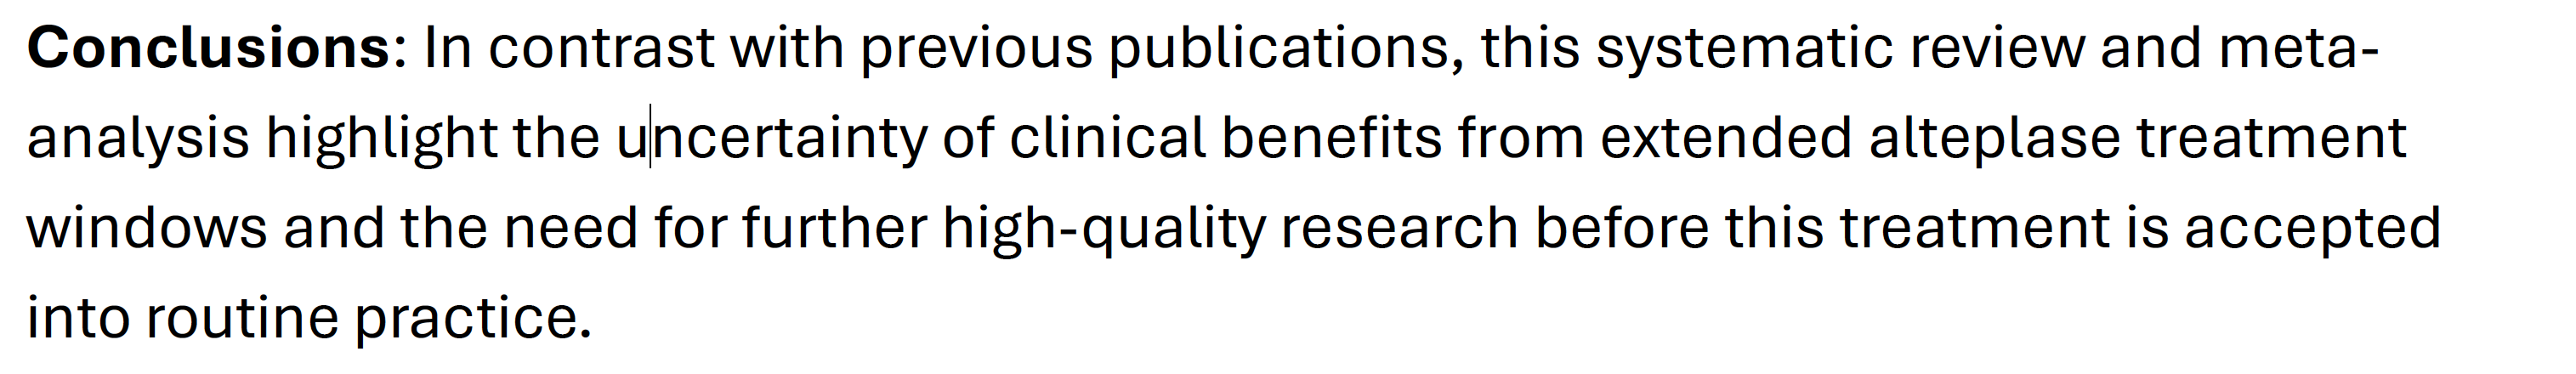 Conclusions: In contrast with previous publications, this systematic review and meta-
analysis highlight the uncertainty of clinical benefits from extended alteplase treatment
windows and the need for further high-quality research before this treatment is accepted
into routine practice.